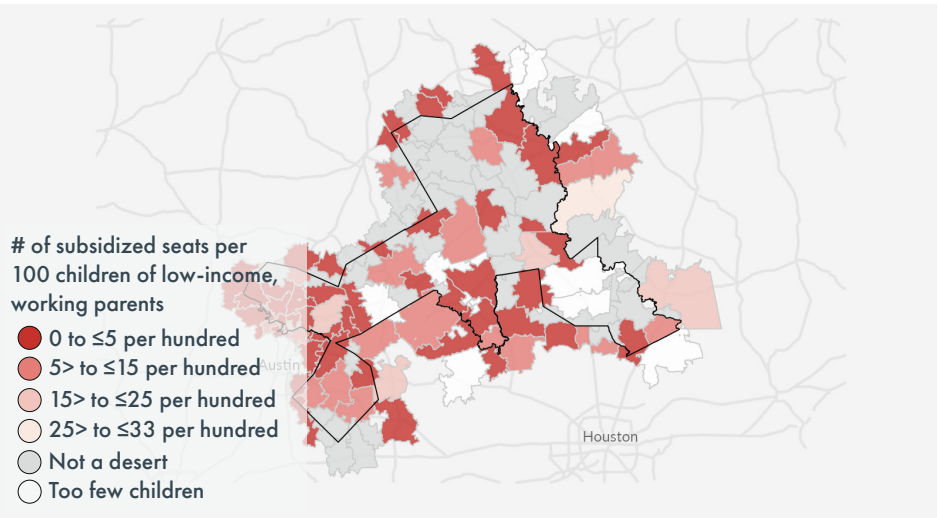 # of subsidized seats per
100 children of low-income,
working parents
0 to ≤5 per hundred
5> to ≤15 per hundred
15> to ≤25 per hundred
25> to ≤33 per hundred
Not a desert
Too few children
Austin
Houston